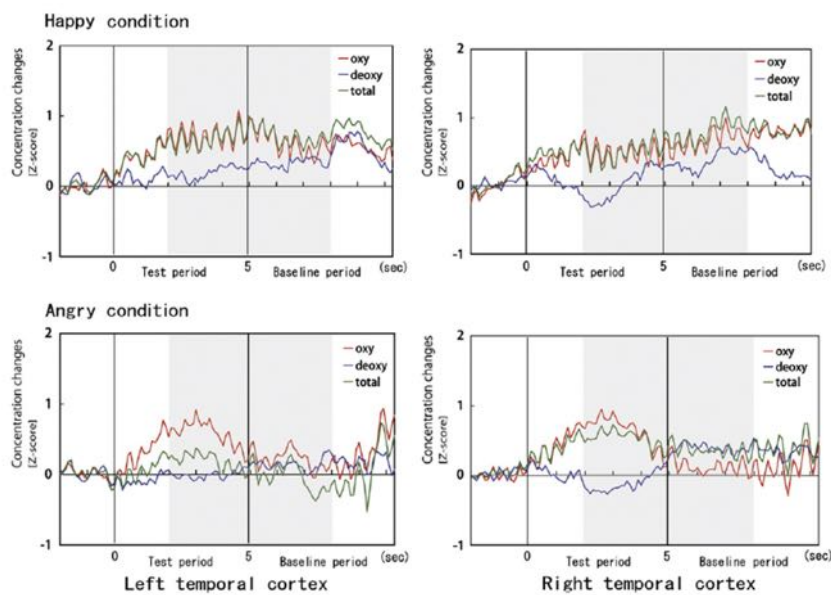 Happy condition
Concentration changes
[Z-score]
2
1
0
-1
oxy
deoxy
total
0
5
(sec)
Test period
Baseline period
Concentration changes
[Z-score]
2
1
0
-1
oxy
deoxy
total
0
5
(sec)
Test period
Baseline period
Angry condition
Concentration changes
[Z-score]
2
1
0
-1
oxy
deoxy
total
0
5
(sec)
Test period
Baseline period
Left temporal cortex
Concentration changes
[Z-score]
2
1
0
-1
oxy
deoxy
total
0
5
(sec)
Test period
Baseline period
Right temporal cortex